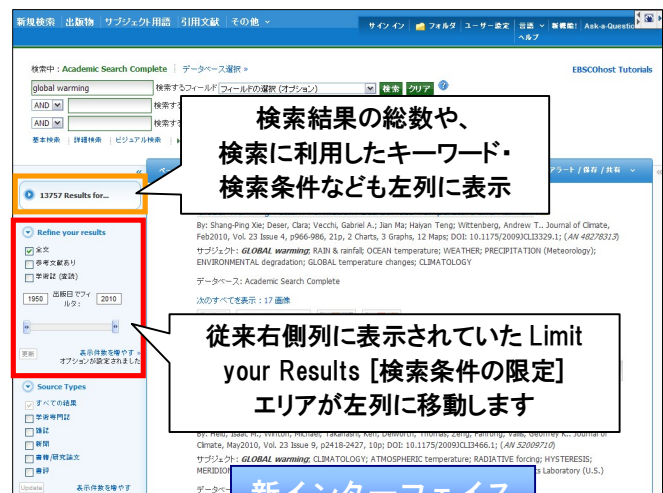 新規検索 出版物 サブジェクト用語 引用文献 その他
サインイン フォルダ ユーザー設定 言語 新機能! Ask-a-Question
ヘルプ
検索中 : Academic Search Complete データベース選択 »
EBSCOhost Tutorials
global warming 検索するフィールド フィールドの選択 (オプション) 検索 クリア
AND 検索する
AND 検索する
基本検索 詳細検索 ビジュアル検索
検索結果の総数や、
検索に利用したキーワード・
検索条件なども左列に表示
アラート / 保存 / 共有
13757 Results for...
By: Shang-Ping Xie; Deser, Clara; Vecchi, Gabriel A.; Jian Ma; Haiyan Teng; Wittenberg, Andrew T.. Journal of Climate,
Feb2010, Vol. 23 Issue 4, p966-986, 21p, 2 Charts, 3 Graphs, 12 Maps; DOI: 10.1175/2009JCLI3329.1; (AN 48278313)
サブジェクト: GLOBAL warming; RAIN & rainfall; OCEAN temperature; WEATHER; PRECIPITATION (Meteorology);
ENVIRONMENTAL degradation; GLOBAL temperature changes; CLIMATOLOGY
データベース: Academic Search Complete
次のすべてを表示 : 17 画像
Refine your results
全文
参考文献あり
学術誌 (査読)
1950 出版日でフィルタ: 2010
更新 表示件数を増やす »
オプションが設定されました
従来右側列に表示されていた Limit
your Results [検索条件の限定]
エリアが左列に移動します
Source Types
すべての結果
学術専門誌
雑誌
新聞
書籍/研究論文
書評
Update 表示件数を増やす
Climate, May2010, Vol. 23 Issue 9, p2418-2427, 10p; DOI: 10.1175/2009JCLI3466.1; (AN 52009710)
サブジェクト: GLOBAL warming; CLIMATOLOGY; ATMOSPHERIC temperature; RADIATIVE forcing; HYSTERESIS;
MERIDION
s Laboratory (U.S.)
データベー
新インターフェイス